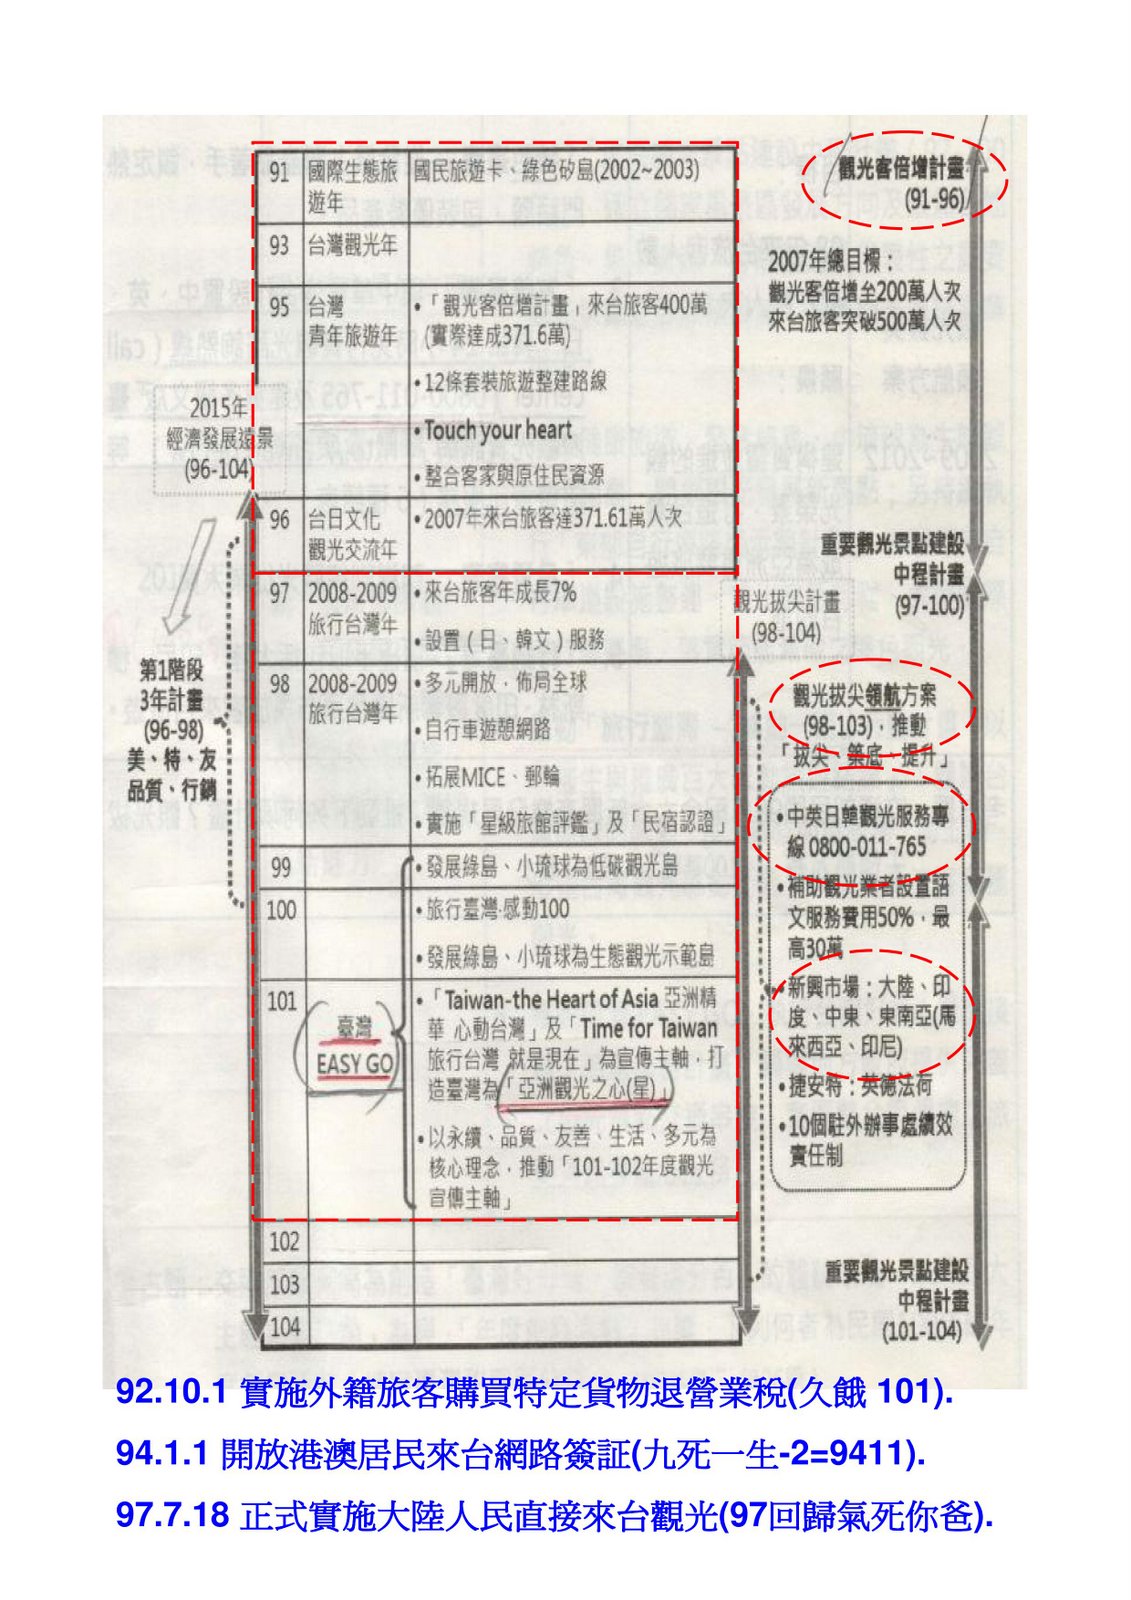 91 國際生態旅
遊年
國民旅遊卡、綠色矽島(2002~2003)
93 台灣觀光年
95 台灣
青年旅遊年
•「觀光客倍增計畫」來台旅客400萬
(實際達成371.6萬)
•12條套裝旅遊整建路線
•Touch your heart
•整合客家與原住民資源
96 台日文化
觀光交流年
•2007年來台旅客達371.61萬人次
97 2008-2009
旅行台灣年
•來台旅客年成長7%
•設置(日、韓文)服務
98 2008-2009
旅行台灣年
•多元開放，佈局全球
•自行車遊憩網路
•拓展MICE、郵輪
•實施「星級旅館評鑑」及「民宿認證」
99
•發展綠島、小琉球為低碳觀光島
100
•旅行臺灣·感動100
•發展綠島、小琉球為生態觀光示範島
101
臺灣
EASY GO
•「Taiwan-the Heart of Asia 亞洲精
華 心動台灣」及「Time for Taiwan
旅行台灣 就是現在」為宣傳主軸，打
造臺灣為「亞洲觀光之心(星)」
•以永續、品質、友善、生活、多元為
核心理念，推動「101-102年度觀光
宣傳主軸」
102
103
104
2015年
經濟發展遠景
(96-104)
第1階段
3年計畫
(96-98)
美、特、友
品質、行銷
觀光客倍增計畫
(91-96)
2007年總目標：
觀光客倍增至200萬人次
來台旅客突破500萬人次
重要觀光景點建設
中程計畫
(97-100)
觀光拔尖計畫
(98-104)
觀光拔尖領航方案
(98-103)，推動
「拔尖、築底、提升」
•中英日韓觀光服務專
線 0800-011-765
•補助觀光業者設置語
文服務費用50%，最
高30萬
•新興市場：大陸、印
度、中東、東南亞(馬
來西亞、印尼)
•捷安特：英德法荷
•10個駐外辦事處績效
責任制
重要觀光景點建設
中程計畫
(101-104)
92.10.1 實施外籍旅客購買特定貨物退營業稅(久餓 101).
94.1.1 開放港澳居民來台網路簽証(九死一生-2=9411).
97.7.18 正式實施大陸人民直接來台觀光(97回歸氣死你爸).